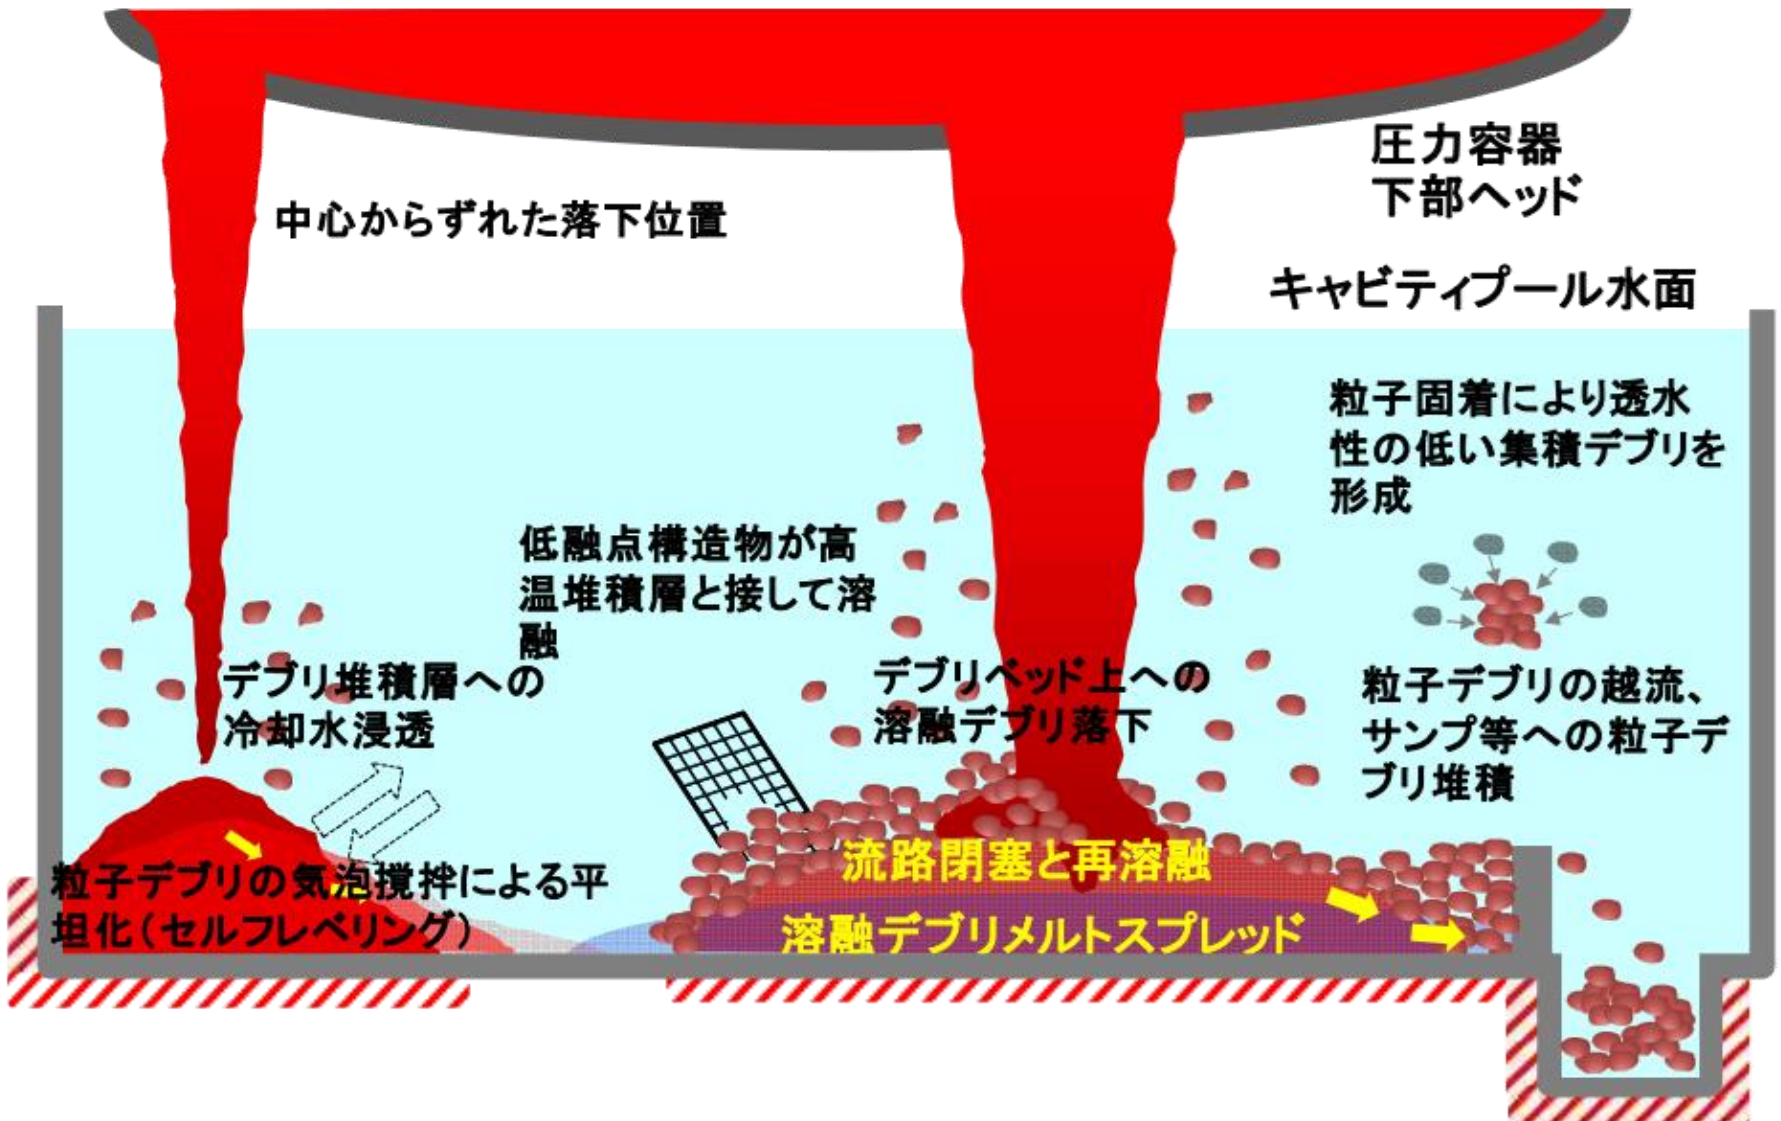 圧力容器
下部ヘッド
中心からずれた落下位置
キャビティプール水面
粒子固着により透水
性の低い集積デブリを
形成
低融点構造物が高
温堆積層と接して溶
融
デブリ堆積層への
冷却水浸透
デブリベッド上への
溶融デブリ落下
粒子デブリの越流、
サンプ等への粒子デ
ブリ堆積
粒子デブリの気泡撹拌による平
坦化（セルフレベリング）
流路閉塞と再溶融
溶融デブリメルトスプレッド